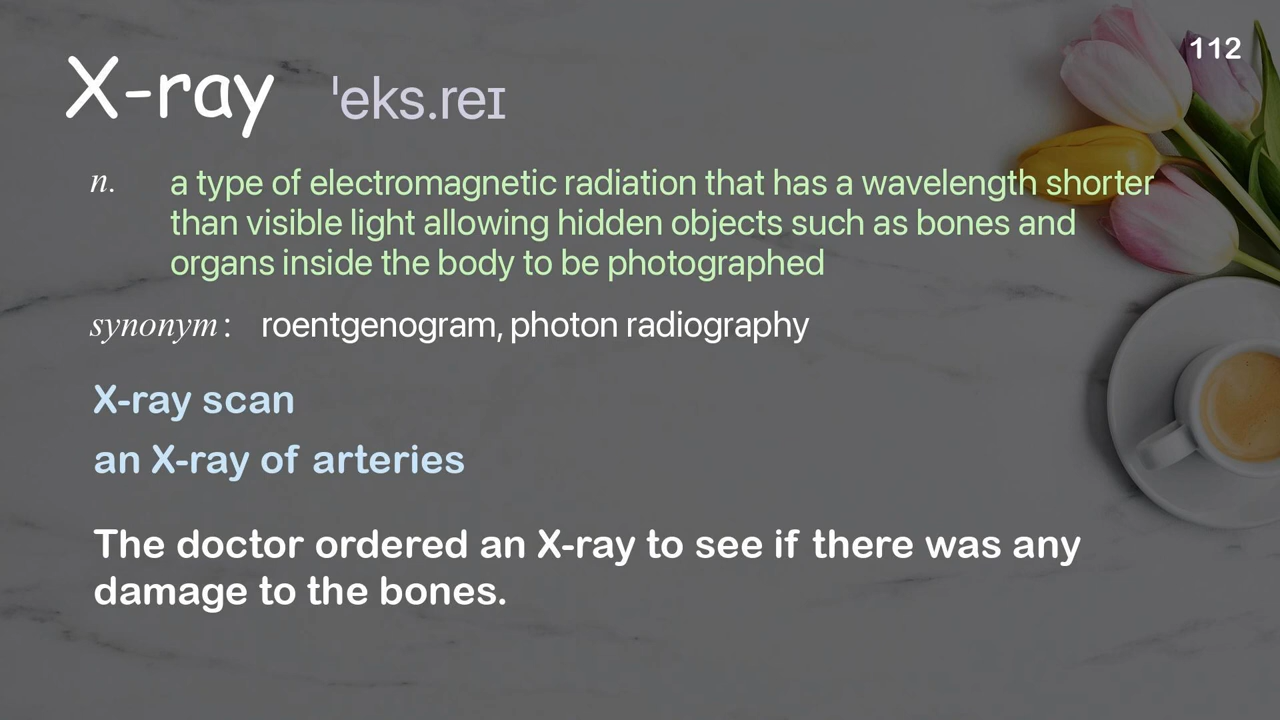 112
X-ray ˈeks.reɪ
n. a type of electromagnetic radiation that has a wavelength shorter
than visible light allowing hidden objects such as bones and
organs inside the body to be photographed
synonym: roentgenogram, photon radiography
X-ray scan
an X-ray of arteries
The doctor ordered an X-ray to see if there was any
damage to the bones.